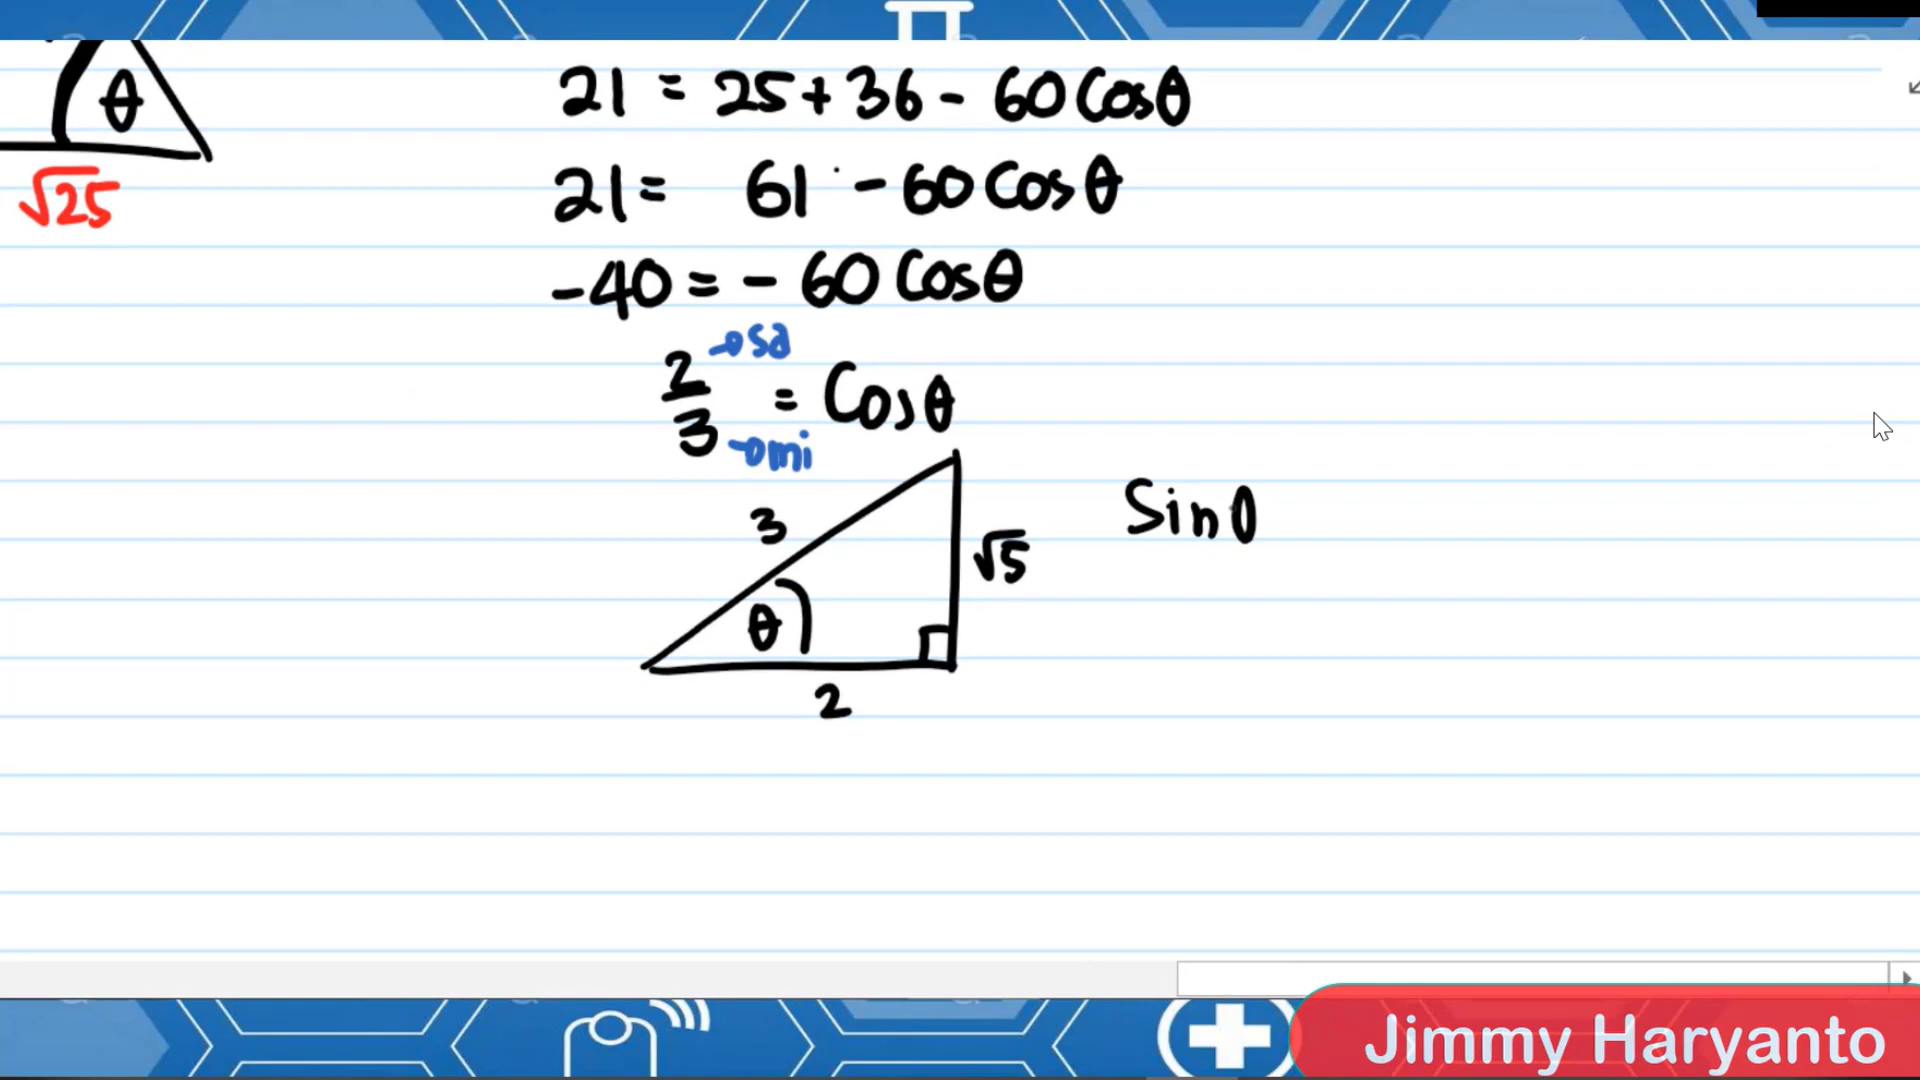 θ
√25
21 = 25 + 36 - 60 Cos θ
21 = 61 - 60 Cos θ
-40 = - 60 Cos θ
2/3 = Cos θ
→ sa
→ mi
3
θ
√5
2
Sin θ
Jimmy Haryanto